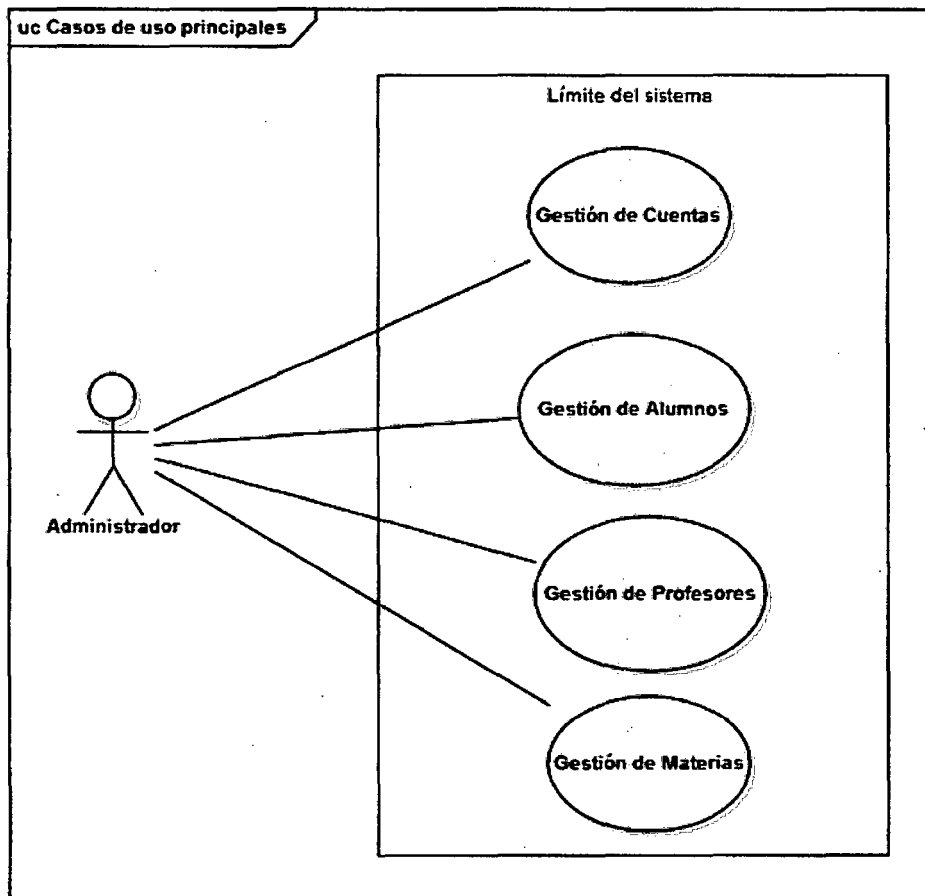 uc Casos de uso principales
Límite del sistema
Gestión de Cuentas
Gestión de Alumnos
Administrador
Gestión de Profesores
Gestión de Materias